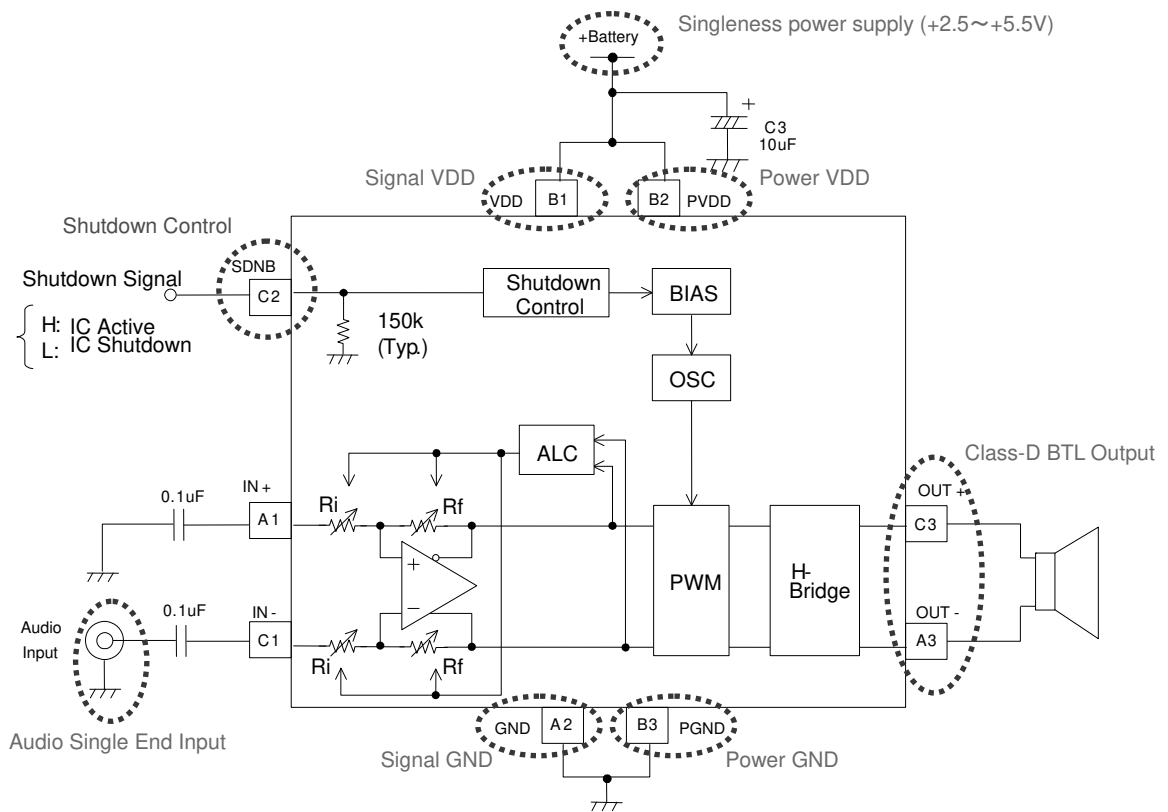 Singleness power supply (+2.5～+5.5V)
+Battery
+
C3
10uF
Signal VDD
Power VDD
VDD
B1
B2
PVDD
Shutdown Control
SDNB
Shutdown Signal
C2
H: IC Active
L: IC Shutdown
150k
(Typ.)
Shutdown
Control
BIAS
OSC
ALC
Class-D BTL Output
0.1uF
IN +
A1
Ri
Rf
OUT +
C3
+
PWM
H-
Bridge
−
0.1uF
IN -
OUT -
Audio
Input
C1
A3
Ri
Rf
GND
A2
B3
PGND
Audio Single End Input
Signal GND
Power GND